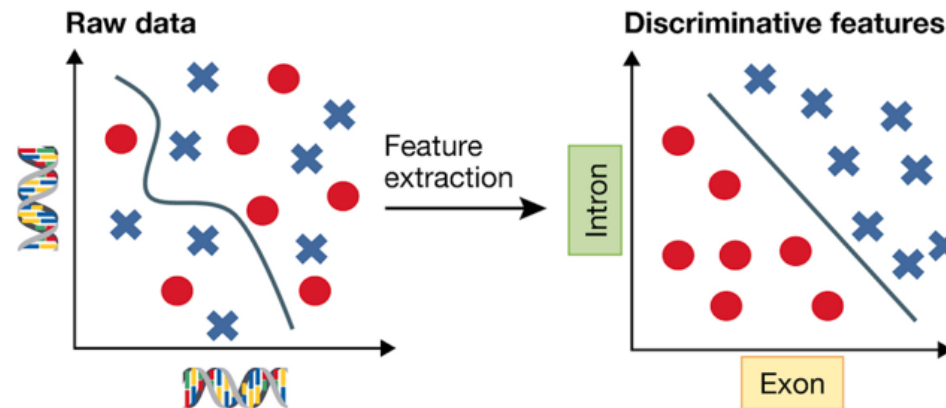 Raw data
Discriminative features
Feature
extraction
Intron
Exon